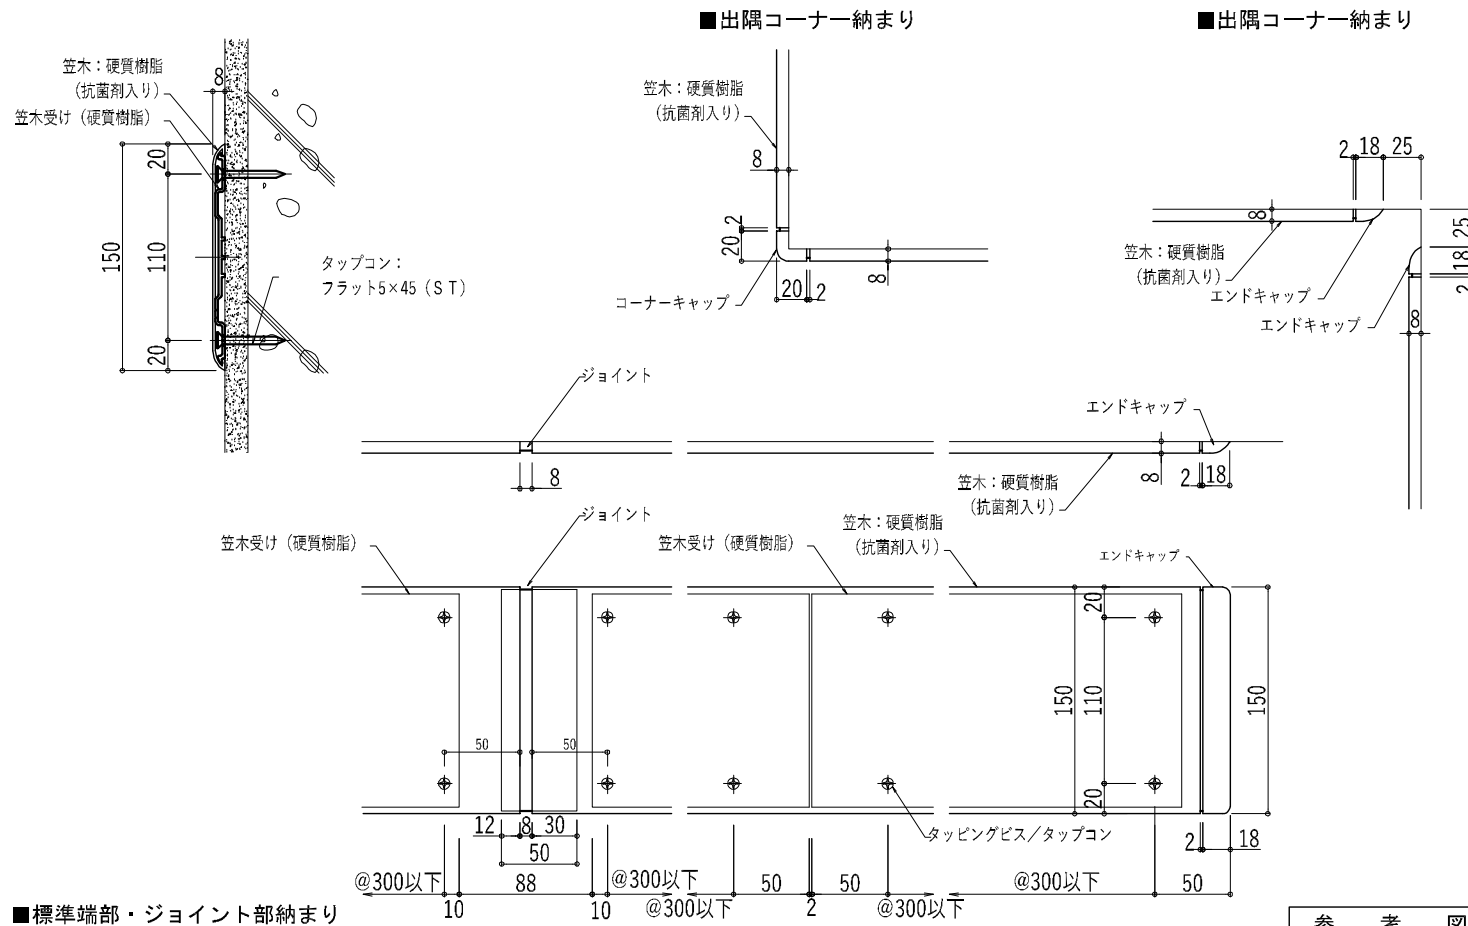 ■出隅コーナー納まり
■出隅コーナー納まり
笠木：硬質樹脂
（抗菌剤入り）
笠木受け（硬質樹脂）
8
20
150
110
20
タップコン：
フラット5×45（ＳＴ）
笠木：硬質樹脂
（抗菌剤入り）
8
2
20
コーナーキャップ
20
2
8
2
18
25
8
笠木：硬質樹脂
（抗菌剤入り）
エンドキャップ
エンドキャップ
25
18
2
8
ジョイント
8
エンドキャップ
8
2
18
笠木：硬質樹脂
（抗菌剤入り）
笠木受け（硬質樹脂）
ジョイント
笠木受け（硬質樹脂）
笠木：硬質樹脂
（抗菌剤入り）
エンドキャップ
50
50
20
150
110
20
150
12
8
30
50
タッピングビス／タップコン
2
18
@300以下
10
88
10
@300以下
@300以下
50
2
50
@300以下
@300以下
50
■標準端部・ジョイント部納まり
参　考　図